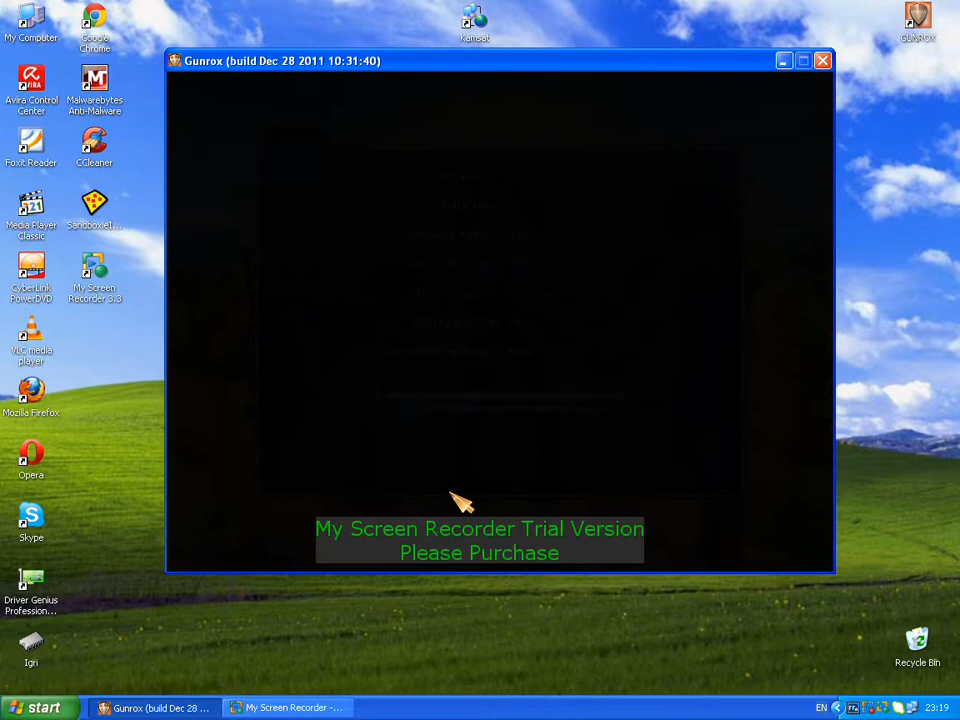 My Computer
Google
Chrome
Kamsat
GUNROX
Gunrox (build Dec 28 2011 10:31:40)
Avira Control
Center
Malwarebytes
Anti-Malware
Foxit Reader
CCleaner
Media Player
Classic
SandboxieI...
CyberLink
PowerDVD
My Screen
Recorder 3.3
VLC media
player
Mozilla Firefox
Opera
Skype
My Screen Recorder Trial Version
Please Purchase
Driver Genius
Profession...
Igri
Recycle Bin
start
Gunrox (build Dec 28 ...
My Screen Recorder -...
EN
23:19